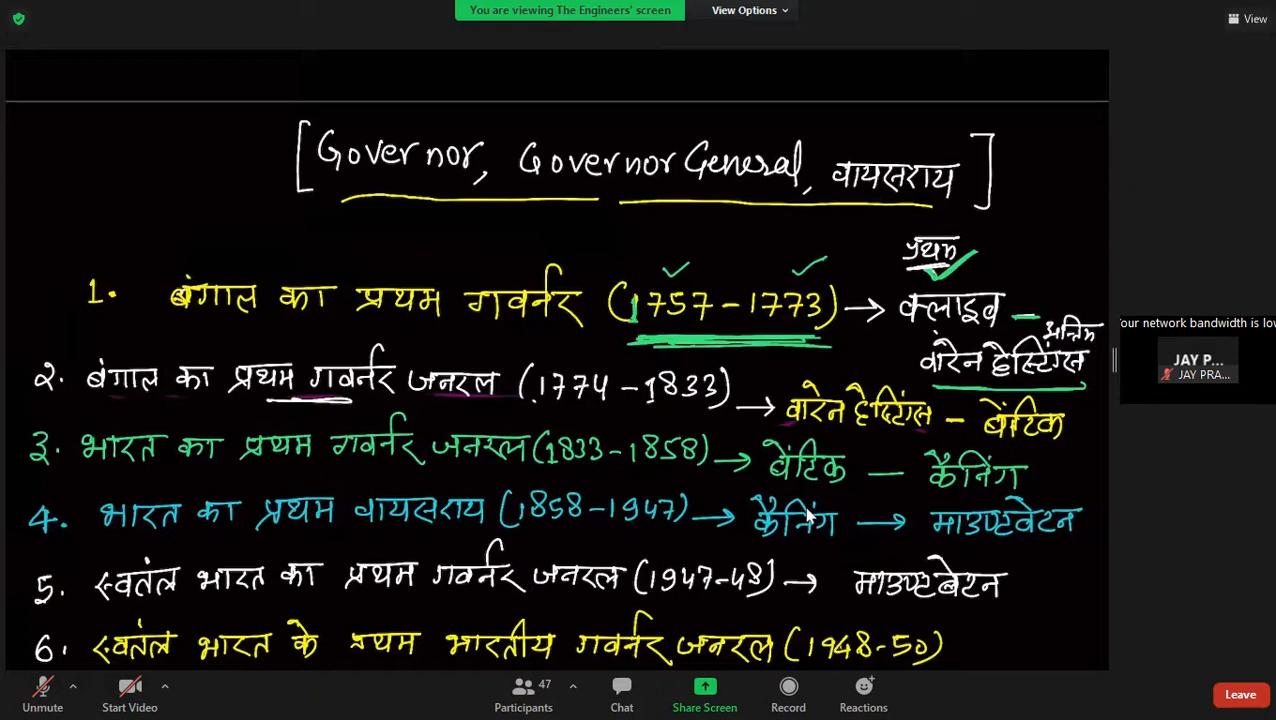 You are viewing The Engineers' screen
View Options
View
[Governor, Governor General, वायसराय]
प्रथम
1. बंगाल का प्रथम गवर्नर (1757-1773) → क्लाइव -
अन्तिम
वारेन हेस्टिंग्स
2. बंगाल का प्रथम गवर्नर जनरल (1774-1833) → वारेन हेस्टिंग्स - बेंटिक
3. भारत का प्रथम गवर्नर जनरल (1833-1858) → बेंटिक - कैनिंग
4. भारत का प्रथम वायसराय (1858-1947) → कैनिंग → माउण्टबेटन
5. स्वतंत्र भारत का प्रथम गवर्नर जनरल (1947-48) → माउण्टबेटन
6. स्वतंत्र भारत के प्रथम भारतीय गवर्नर जनरल (1948-50)
our network bandwidth is low
JAY P...
JAY PRA...
Unmute
Start Video
47
Participants
Chat
Share Screen
Record
Reactions
Leave